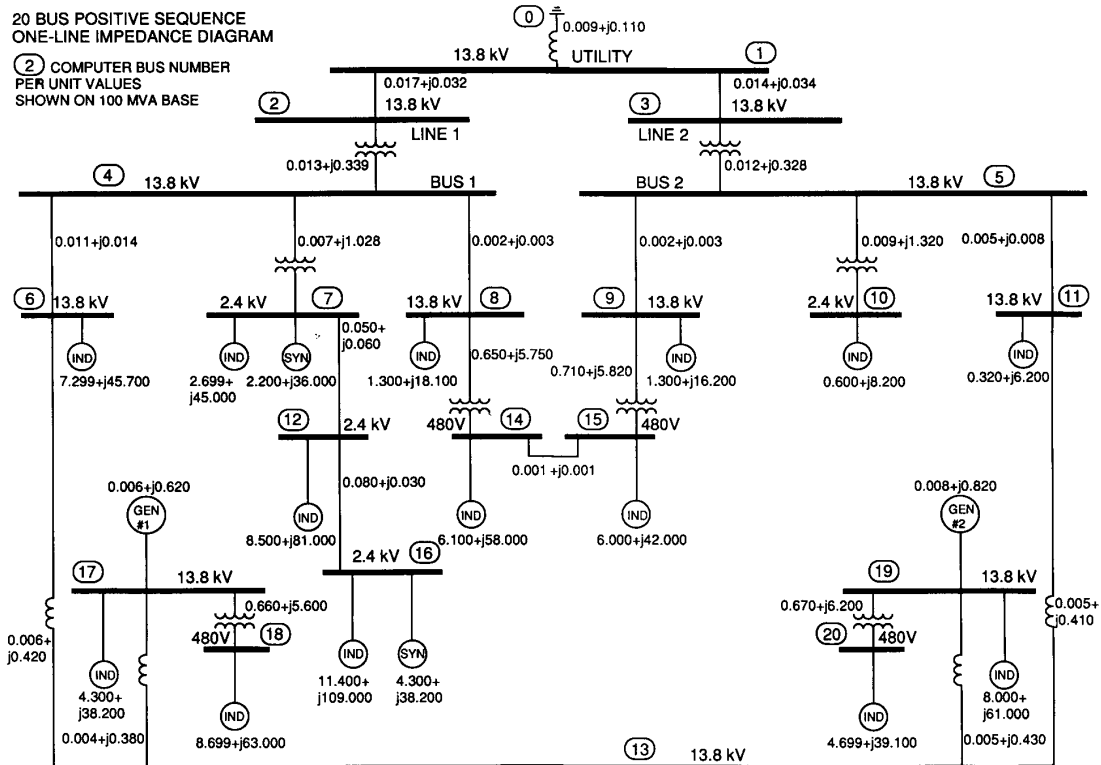 20 BUS POSITIVE SEQUENCE
ONE-LINE IMPEDANCE DIAGRAM
2 COMPUTER BUS NUMBER
PER UNIT VALUES
SHOWN ON 100 MVA BASE
0
0.009+j0.110
UTILITY
13.8 kV
1
0.017+j0.032
0.014+j0.034
2
13.8 kV
LINE 1
3
13.8 kV
LINE 2
0.013+j0.339
0.012+j0.328
4
13.8 kV
BUS 1
BUS 2
13.8 kV
5
0.011+j0.014
0.007+j1.028
0.002+j0.003
0.002+j0.003
0.009+j1.320
0.005+j0.008
6
13.8 kV
2.4 kV
7
13.8 kV
8
9
13.8 kV
2.4 kV
10
13.8 kV
11
0.050+
j0.060
IND
7.299+j45.700
IND
2.699+
j45.000
SYN
2.200+j36.000
IND
1.300+j18.100
0.650+j5.750
0.710+j5.820
IND
1.300+j16.200
IND
0.600+j8.200
IND
0.320+j6.200
12
2.4 kV
480V
14
15
480V
0.001 +j0.001
0.080+j0.030
IND
8.500+j81.000
IND
6.100+j58.000
IND
6.000+j42.000
0.006+j0.620
GEN
#1
0.008+j0.820
GEN
#2
2.4 kV
16
17
13.8 kV
19
13.8 kV
0.660+j5.600
480V
18
0.670+j6.200
20
480V
0.005+
j0.410
0.006+
j0.420
IND
4.300+
j38.200
IND
11.400+
j109.000
SYN
4.300+
j38.200
IND
8.000+
j61.000
IND
8.699+j63.000
0.004+j0.380
IND
4.699+j39.100
0.005+j0.430
13
13.8 kV